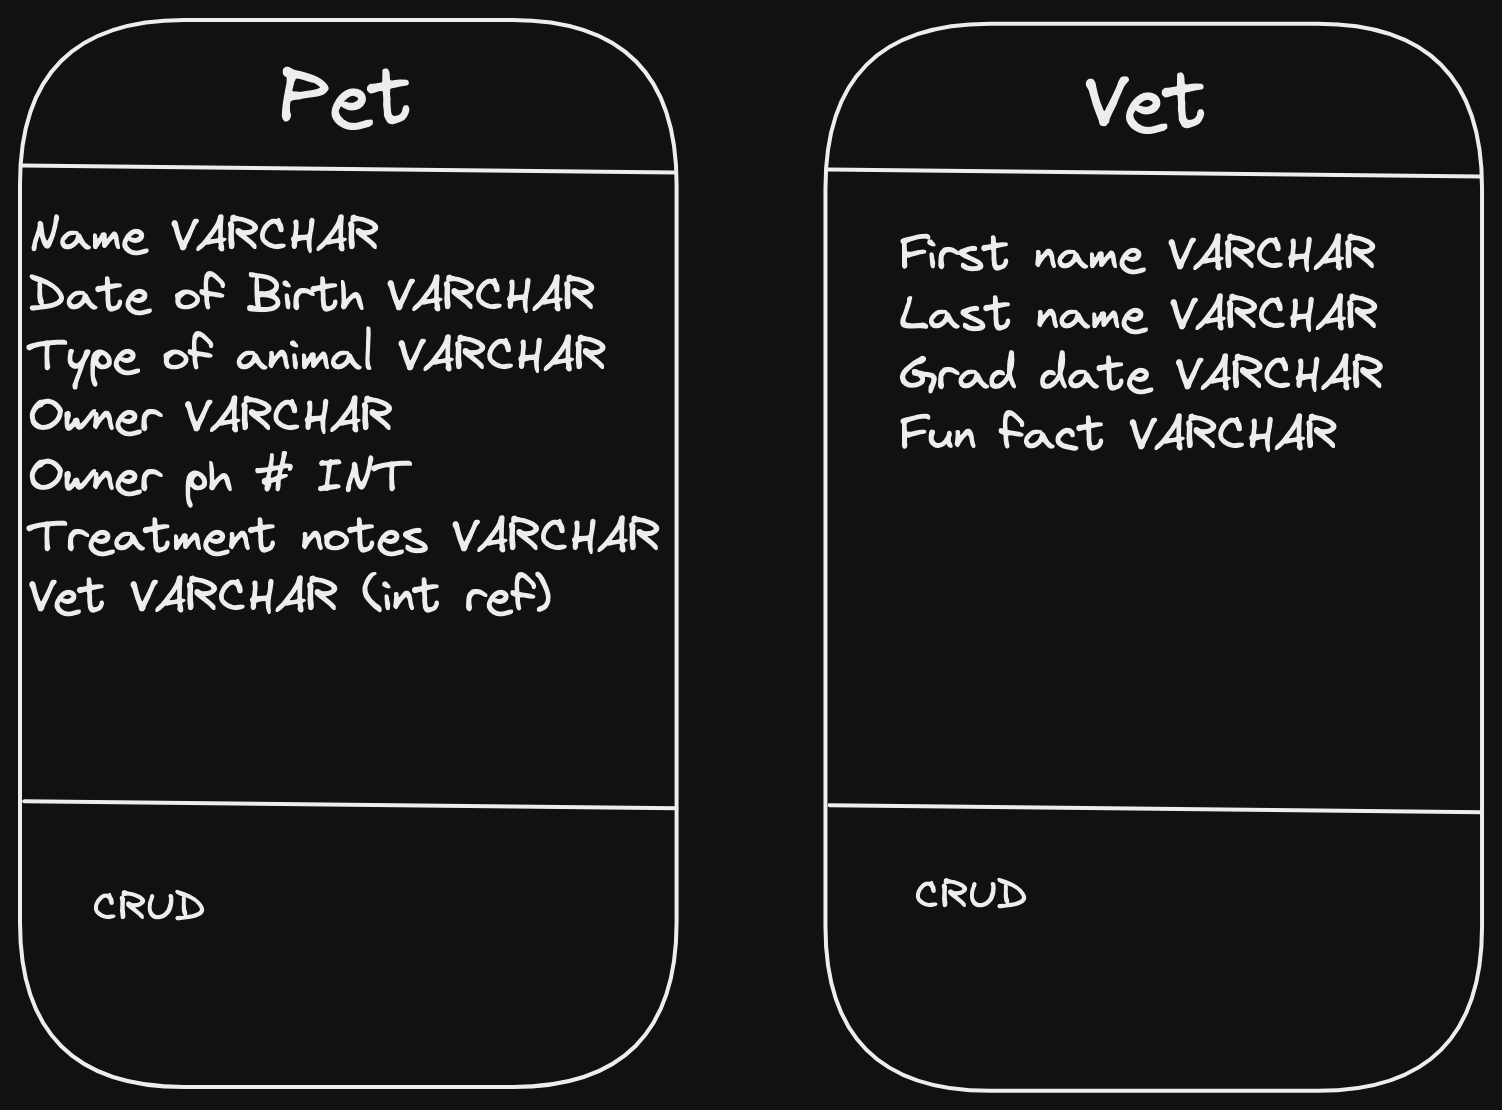 Pet
Name VARCHAR
Date of Birth VARCHAR
Type of animal VARCHAR
Owner VARCHAR
Owner ph # INT
Treatment notes VARCHAR
Vet VARCHAR (int ref)
CRUD
Vet
First name VARCHAR
Last name VARCHAR
Grad date VARCHAR
Fun fact VARCHAR
CRUD